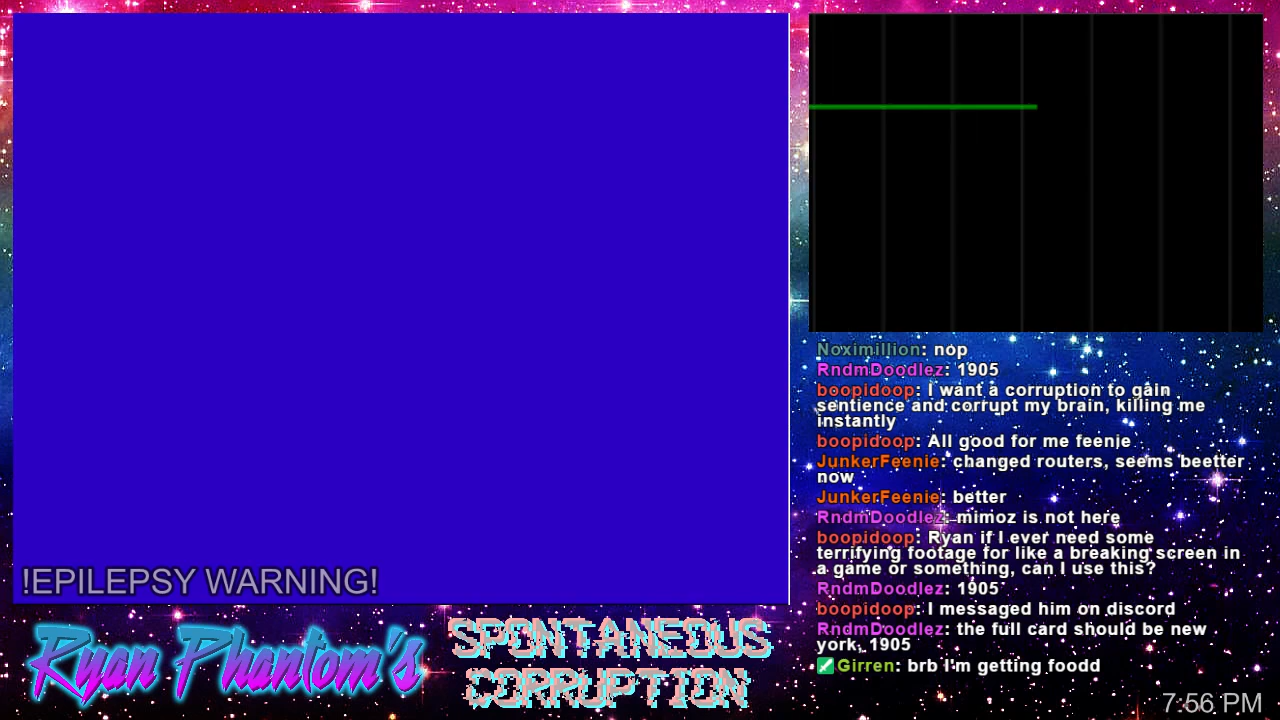 Noximillion: nop
RndmDoodlez: 1905
boopidoop: I want a corruption to gain
sentience and corrupt my brain, killing me
instantly
boopidoop: All good for me feenie
JunkerFeenie: changed routers, seems beetter
now
JunkerFeenie: better
RndmDoodlez: mimoz is not here
boopidoop: Ryan if I ever need some
terrifying footage for like a breaking screen in
a game or something, can I use this?
RndmDoodlez: 1905
boopidoop: I messaged him on discord
RndmDoodlez: the full card should be new
york, 1905
Girren: brb I'm getting foodd
!EPILEPSY WARNING!
Ryan Phantom's
SPONTANEOUS
CORRUPTION
7:56 PM